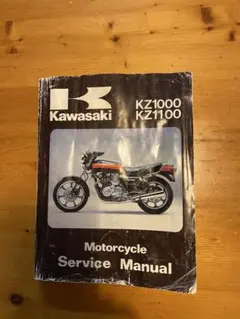 KZ1000
KZ1100
Kawasaki
Motorcycle
Service Manual